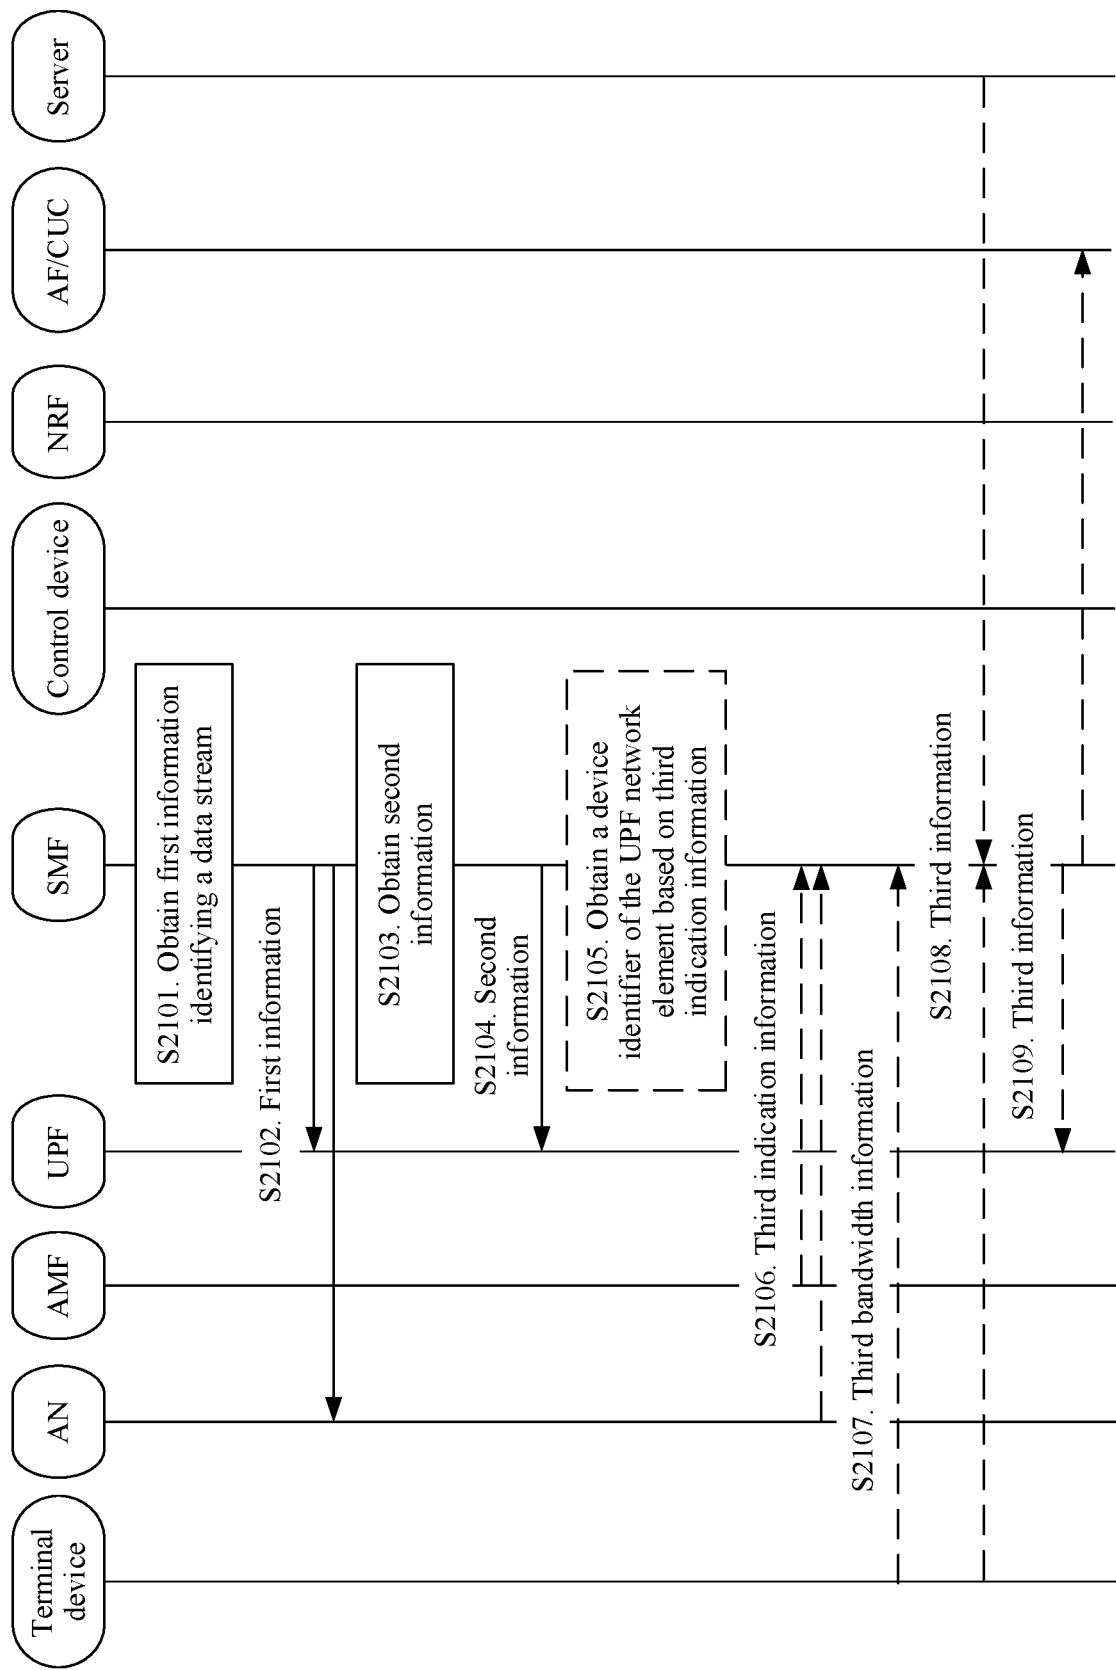 Terminal
device
AN
AMF
UPF
SMF
Control device
NRF
AF/CUC
Server
S2101. Obtain first information
identifying a data stream
S2102. First information
S2103. Obtain second
information
S2104. Second
information
S2105. Obtain a device
identifier of the UPF network
element based on third
indication information
S2106. Third indication information
S2107. Third bandwidth information
S2108. Third information
S2109. Third information